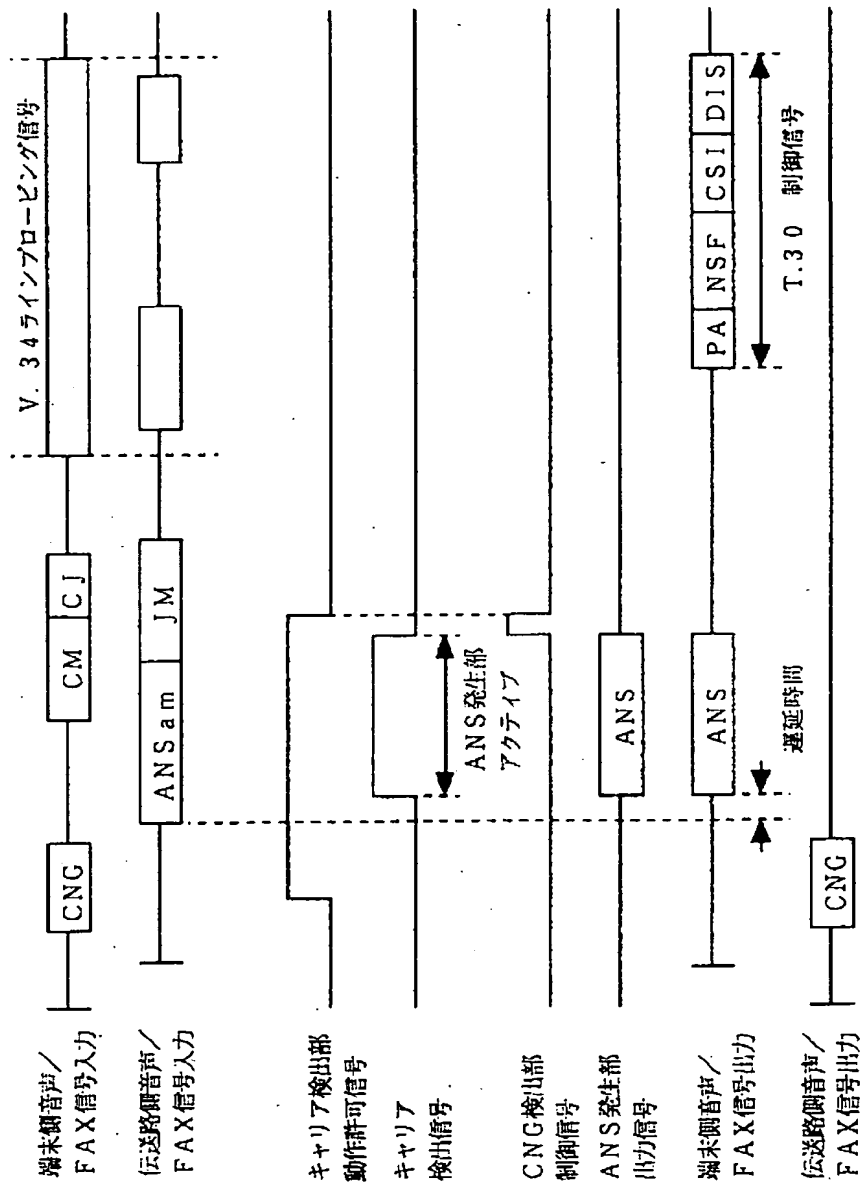 端末側音声／
FAX信号入力
CNG
CM
CJ
V.34ラインプロービング信号
伝送路側音声／
FAX信号入力
ANSam
JM
キャリア検出部
動作許可信号
キャリア
検出信号
ANS発生部
アクティブ
CNG検出部
制御信号
ANS発生部
出力信号
ANS
端末側音声／
FAX信号出力
ANS
PA
NSF
CSI
DIS
遅延時間
T.30 制御信号
伝送路側音声／
FAX信号出力
CNG